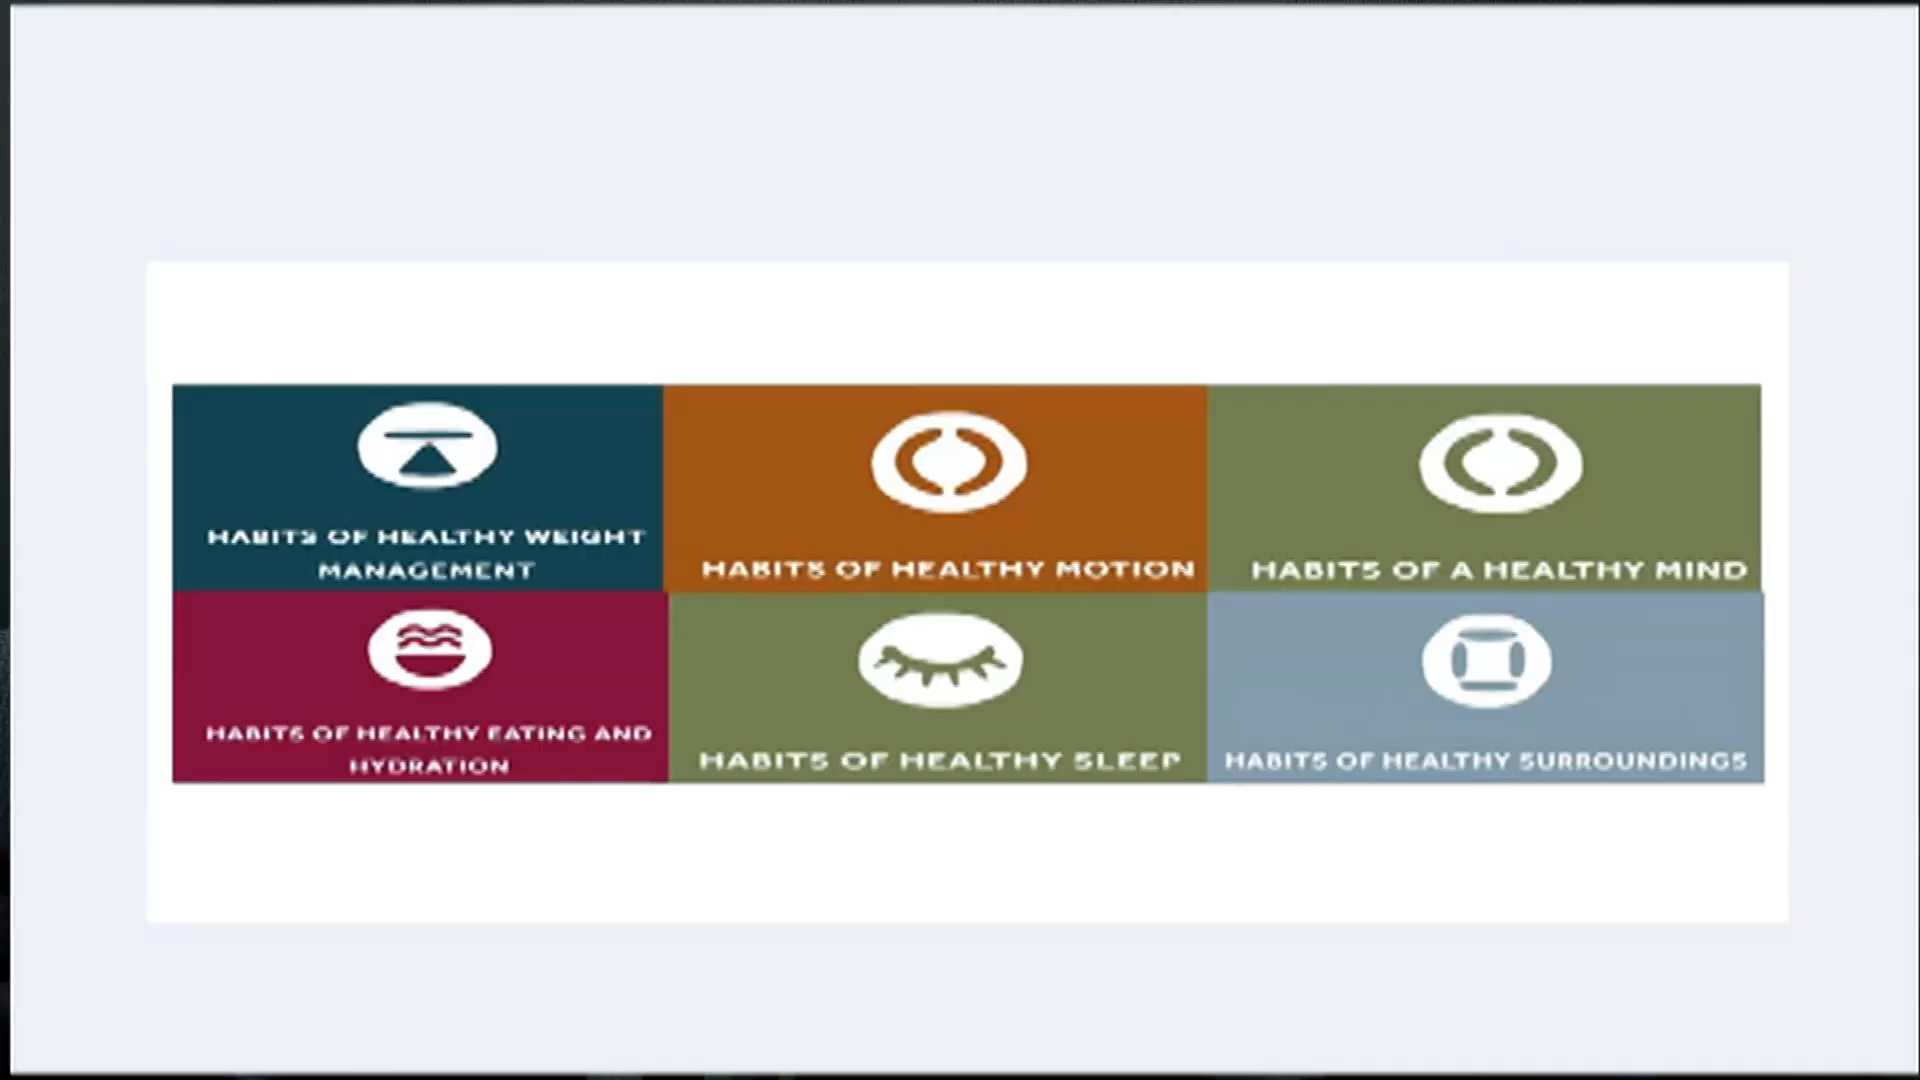 HABITS OF HEALTHY WEIGHT
MANAGEMENT
HABITS OF HEALTHY MOTION
HABITS OF A HEALTHY MIND
HABITS OF HEALTHY EATING AND
HYDRATION
HABITS OF HEALTHY SLEEP
HABITS OF HEALTHY SURROUNDINGS